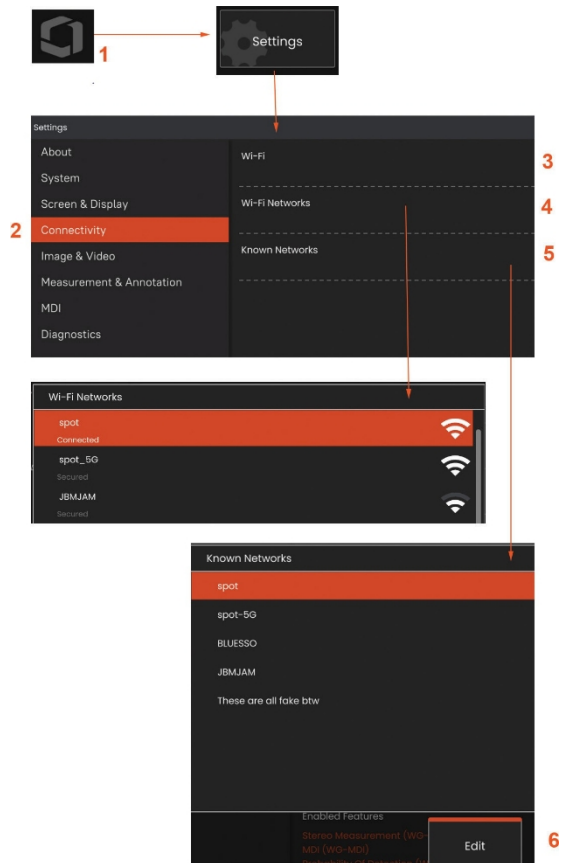 1
Settings
Settings
About
System
Screen & Display
2 Connectivity
Image & Video
Measurement & Annotation
MDI
Diagnostics
Wi-Fi 3
Wi-Fi Networks 4
Known Networks 5
Wi-Fi Networks
spot
Connected
spot_5G
Secured
JBMJAM
Secured
Known Networks
spot
spot-5G
BLUESSO
JBMJAM
These are all fake btw
Enabled Features
Stereo Measurement (WG-
MDI (WG-MDI)
Edit 6